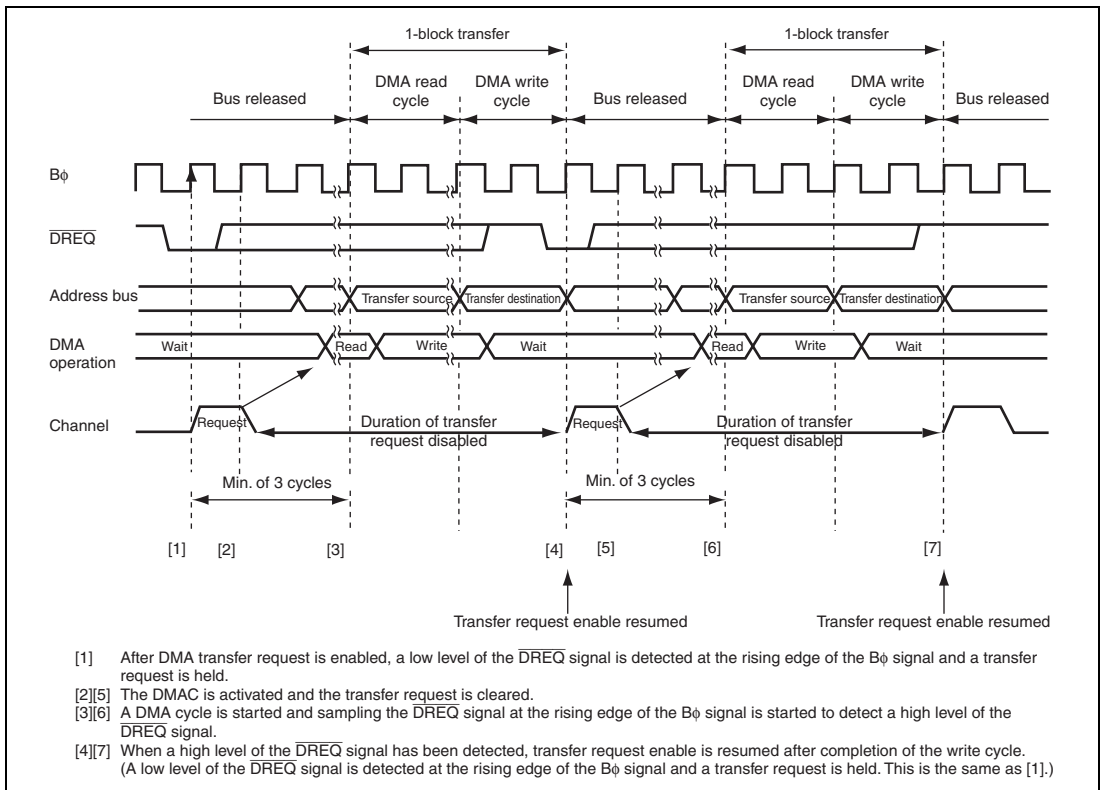 1-block transfer 1-block transfer
DMA read cycle DMA write cycle DMA read cycle DMA write cycle
Bus released Bus released Bus released
Bφ
DREQ
Address bus Transfer source Transfer destination Transfer source Transfer destination
DMA operation Wait Read Write Wait Read Write Wait
Channel Request Duration of transfer request disabled Request Duration of transfer request disabled
Min. of 3 cycles Min. of 3 cycles
[1] [2] [3] [4] [5] [6] [7]
Transfer request enable resumed Transfer request enable resumed
[1] After DMA transfer request is enabled, a low level of the DREQ signal is detected at the rising edge of the Bφ signal and a transfer
request is held.
[2][5] The DMAC is activated and the transfer request is cleared.
[3][6] A DMA cycle is started and sampling the DREQ signal at the rising edge of the Bφ signal is started to detect a high level of the
DREQ signal.
[4][7] When a high level of the DREQ signal has been detected, transfer request enable is resumed after completion of the write cycle.
(A low level of the DREQ signal is detected at the rising edge of the Bφ signal and a transfer request is held. This is the same as [1].)